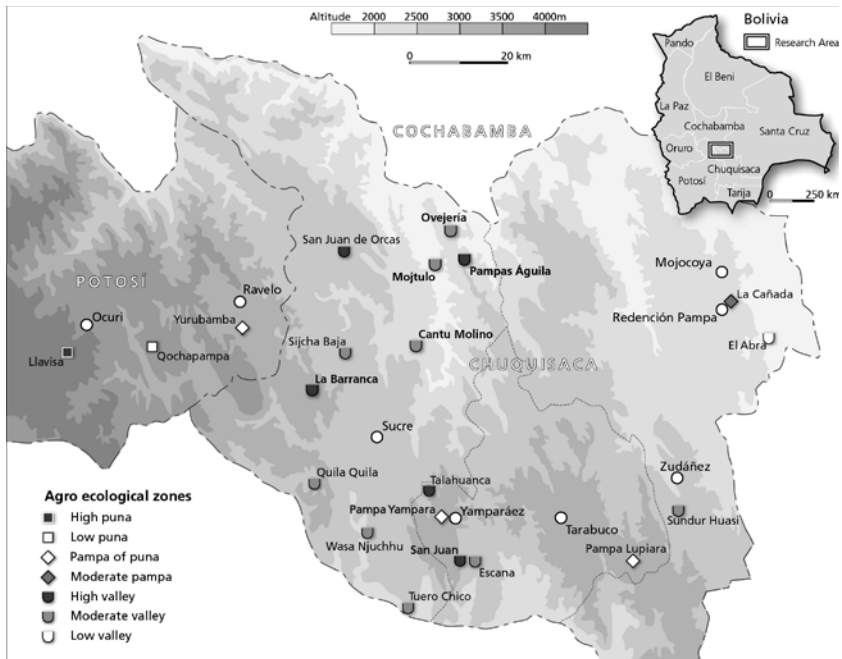 Altitude 2000 2500 3000 3500 4000m
0 20 km
Bolivia
Research Area
Pando
El Beni
La Paz
Cochabamba
Santa Cruz
Oruro
Chuquisaca
Potosí
Tarija
0 250 km
COCHABAMBA
Ovejería
San Juan de Orcas
Mojtulo
Pampas Águila
Mojocoya
POTOSÍ
Ravelo
La Cañada
Ocuri
Yurubamba
Redención Pampa
Llavisa
Qochapampa
Sijcha Baja
Cantu Molino
El Abra
CHUQUISACA
La Barranca
Sucre
Quila Quila
Talahuanca
Zudáñez
Pampa Yampara
Yamparáez
Tarabuco
Sundur Huasi
Wasa Njuchhu
San Juan
Escana
Pampa Lupiara
Tuero Chico
Agro ecological zones
High puna
Low puna
Pampa of puna
Moderate pampa
High valley
Moderate valley
Low valley